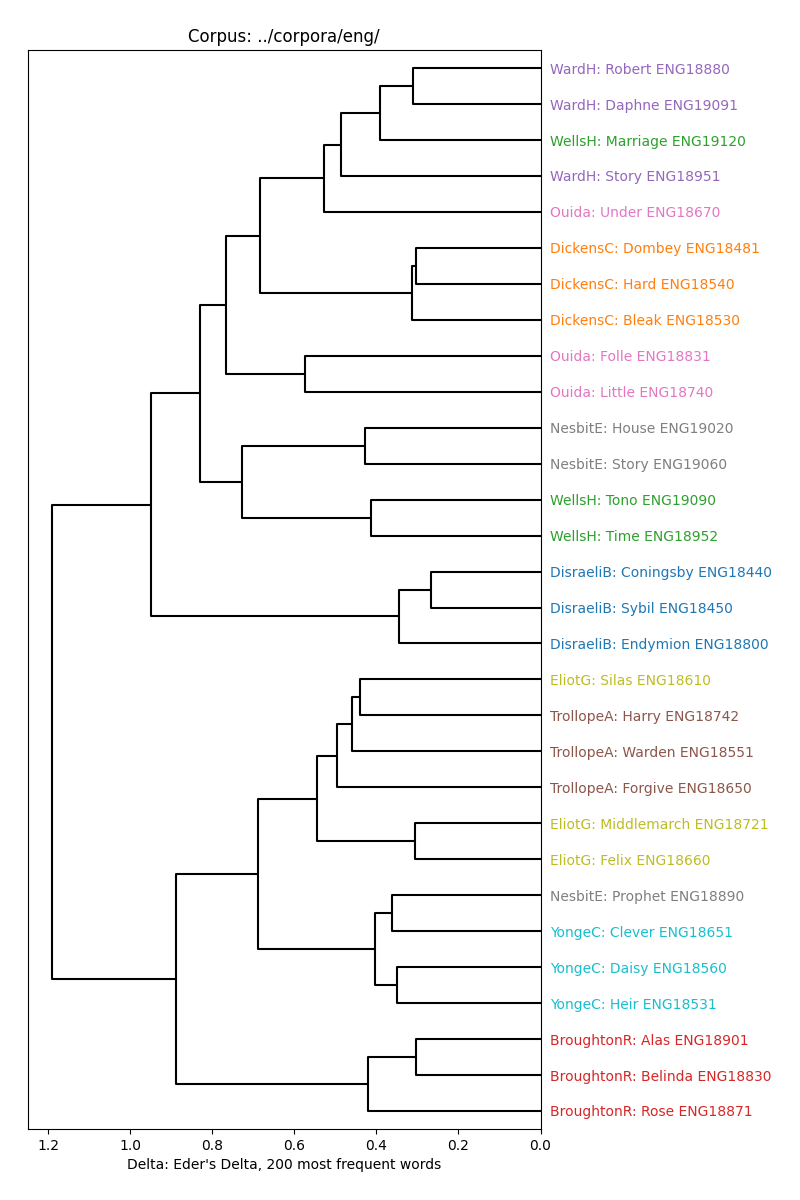 Corpus: ../corpora/eng/
WardH: Robert ENG18880
WardH: Daphne ENG19091
WellsH: Marriage ENG19120
WardH: Story ENG18951
Ouida: Under ENG18670
DickensC: Dombey ENG18481
DickensC: Hard ENG18540
DickensC: Bleak ENG18530
Ouida: Folle ENG18831
Ouida: Little ENG18740
NesbitE: House ENG19020
NesbitE: Story ENG19060
WellsH: Tono ENG19090
WellsH: Time ENG18952
DisraeliB: Coningsby ENG18440
DisraeliB: Sybil ENG18450
DisraeliB: Endymion ENG18800
EliotG: Silas ENG18610
TrollopeA: Harry ENG18742
TrollopeA: Warden ENG18551
TrollopeA: Forgive ENG18650
EliotG: Middlemarch ENG18721
EliotG: Felix ENG18660
NesbitE: Prophet ENG18890
YongeC: Clever ENG18651
YongeC: Daisy ENG18560
YongeC: Heir ENG18531
BroughtonR: Alas ENG18901
BroughtonR: Belinda ENG18830
BroughtonR: Rose ENG18871
1.2 1.0 0.8 0.6 0.4 0.2 0.0
Delta: Eder's Delta, 200 most frequent words